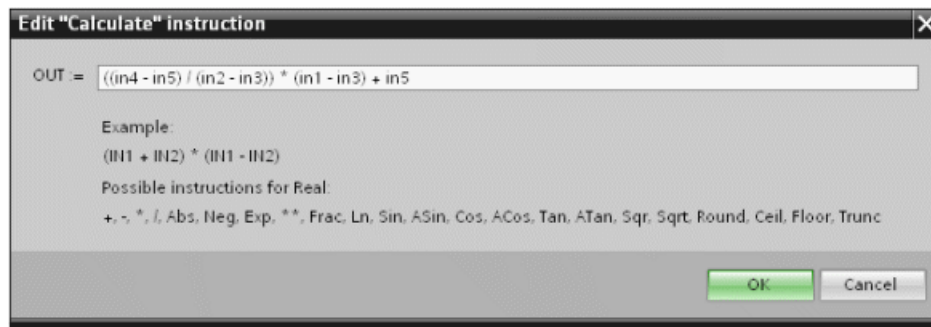 Edit "Calculate" instruction
OUT := ((in4 - in5) / (in2 - in3)) * (in1 - in3) + in5
Example:
(IN1 + IN2) * (IN1 - IN2)
Possible instructions for Real:
+, -, *, /, Abs, Neg, Exp, **, Frac, Ln, Sin, ASin, Cos, ACos, Tan, ATan, Sqr, Sqrt, Round, Ceil, Floor, Trunc
OK Cancel